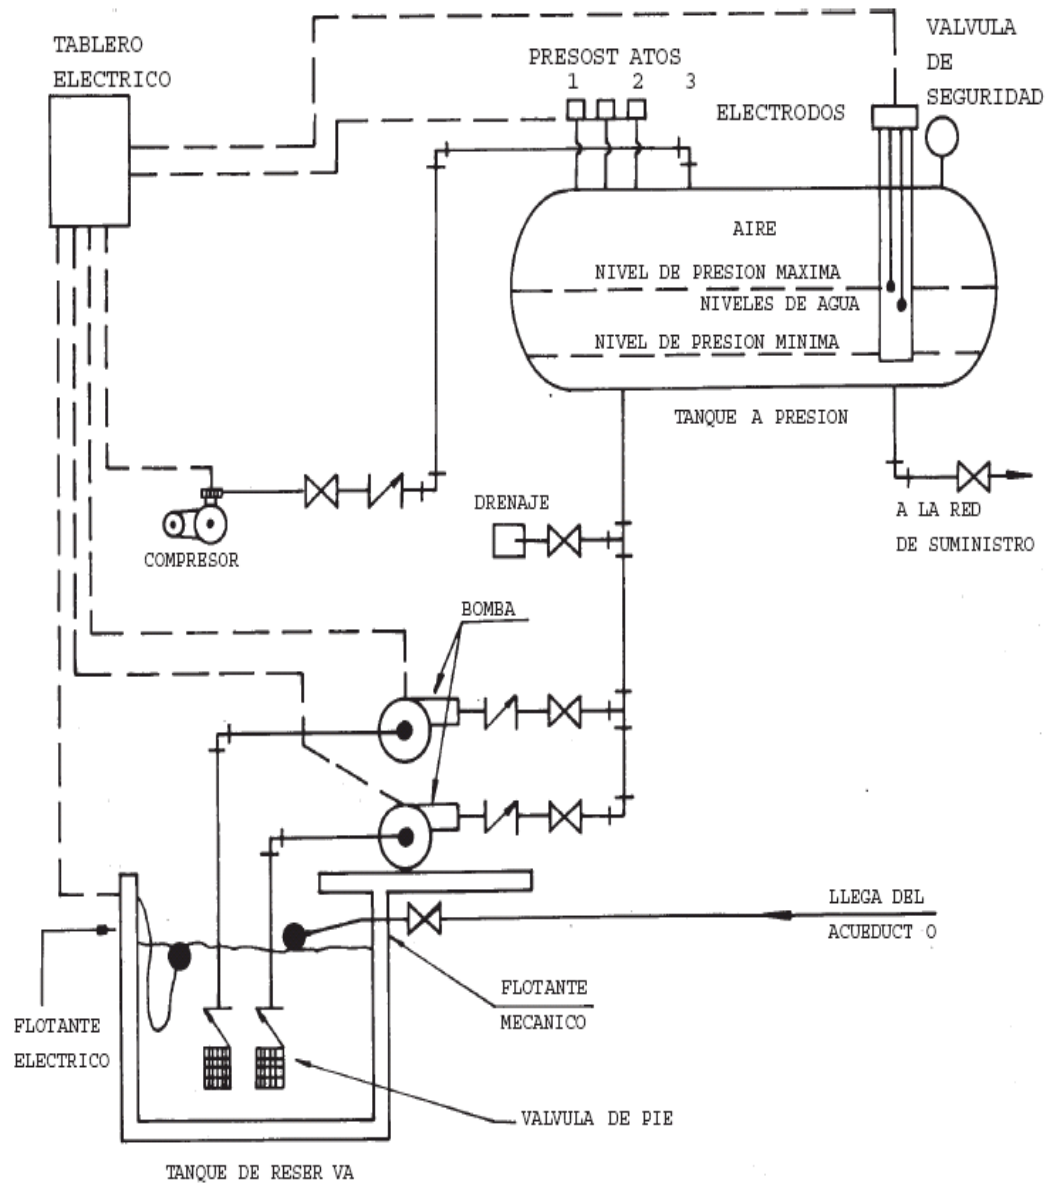 TABLERO
ELECTRICO
PRESOST ATOS
1 2 3
VALVULA
DE
SEGURIDAD
ELECTRODOS
AIRE
NIVEL DE PRESION MAXIMA
NIVELES DE AGUA
NIVEL DE PRESION MINIMA
TANQUE A PRESION
DRENAJE
A LA RED
DE SUMINISTRO
COMPRESOR
BOMBA
LLEGA DEL
ACUEDUCT O
FLOTANTE
MECANICO
FLOTANTE
ELECTRICO
VALVULA DE PIE
TANQUE DE RESER VA